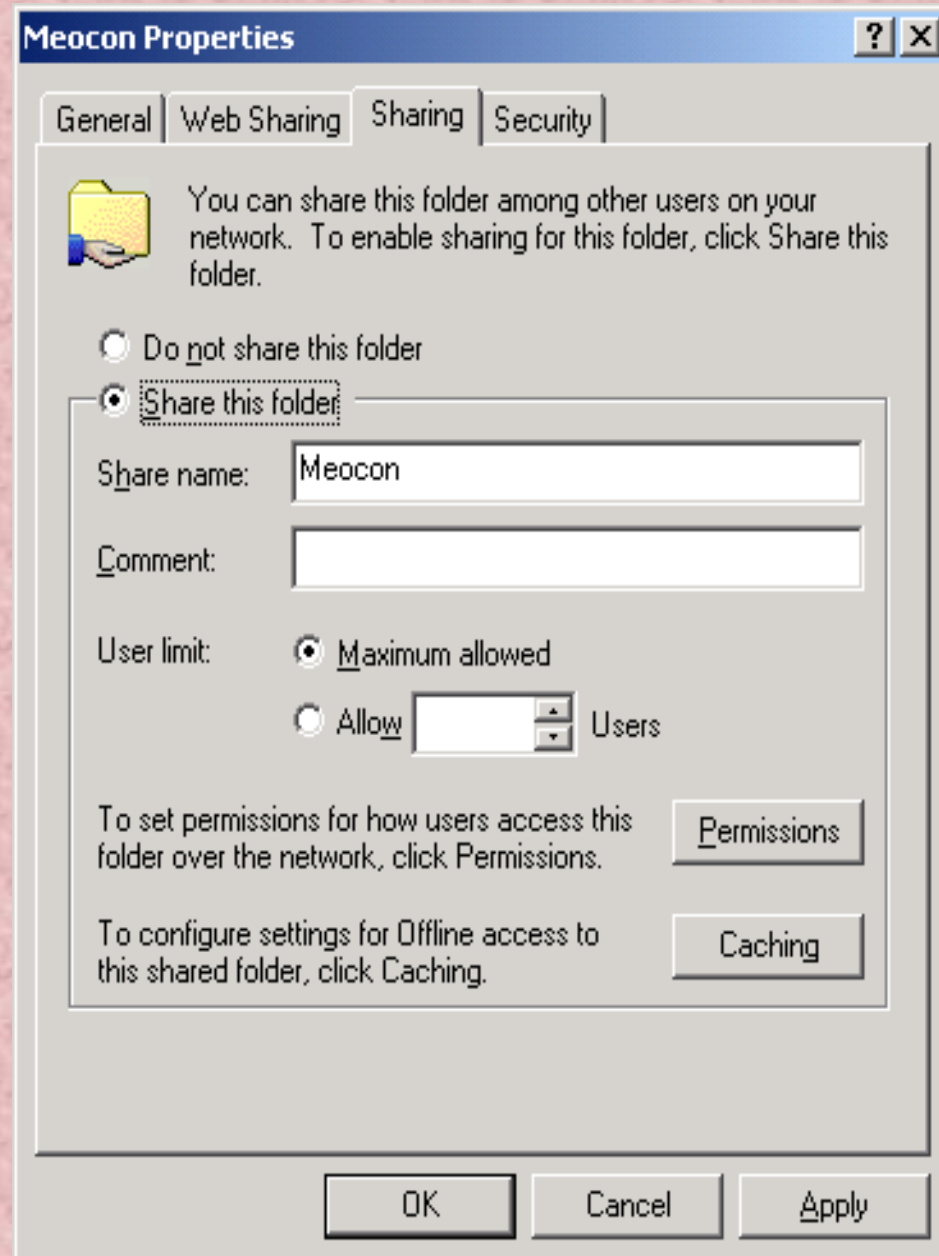 Meocon Properties
General Web Sharing Sharing Security
You can share this folder among other users on your
network. To enable sharing for this folder, click Share this
folder.
Do not share this folder
Share this folder
Share name: Meocon
Comment:
User limit: Maximum allowed
Allow Users
To set permissions for how users access this
folder over the network, click Permissions.
Permissions
To configure settings for Offline access to
this shared folder, click Caching.
Caching
OK Cancel Apply